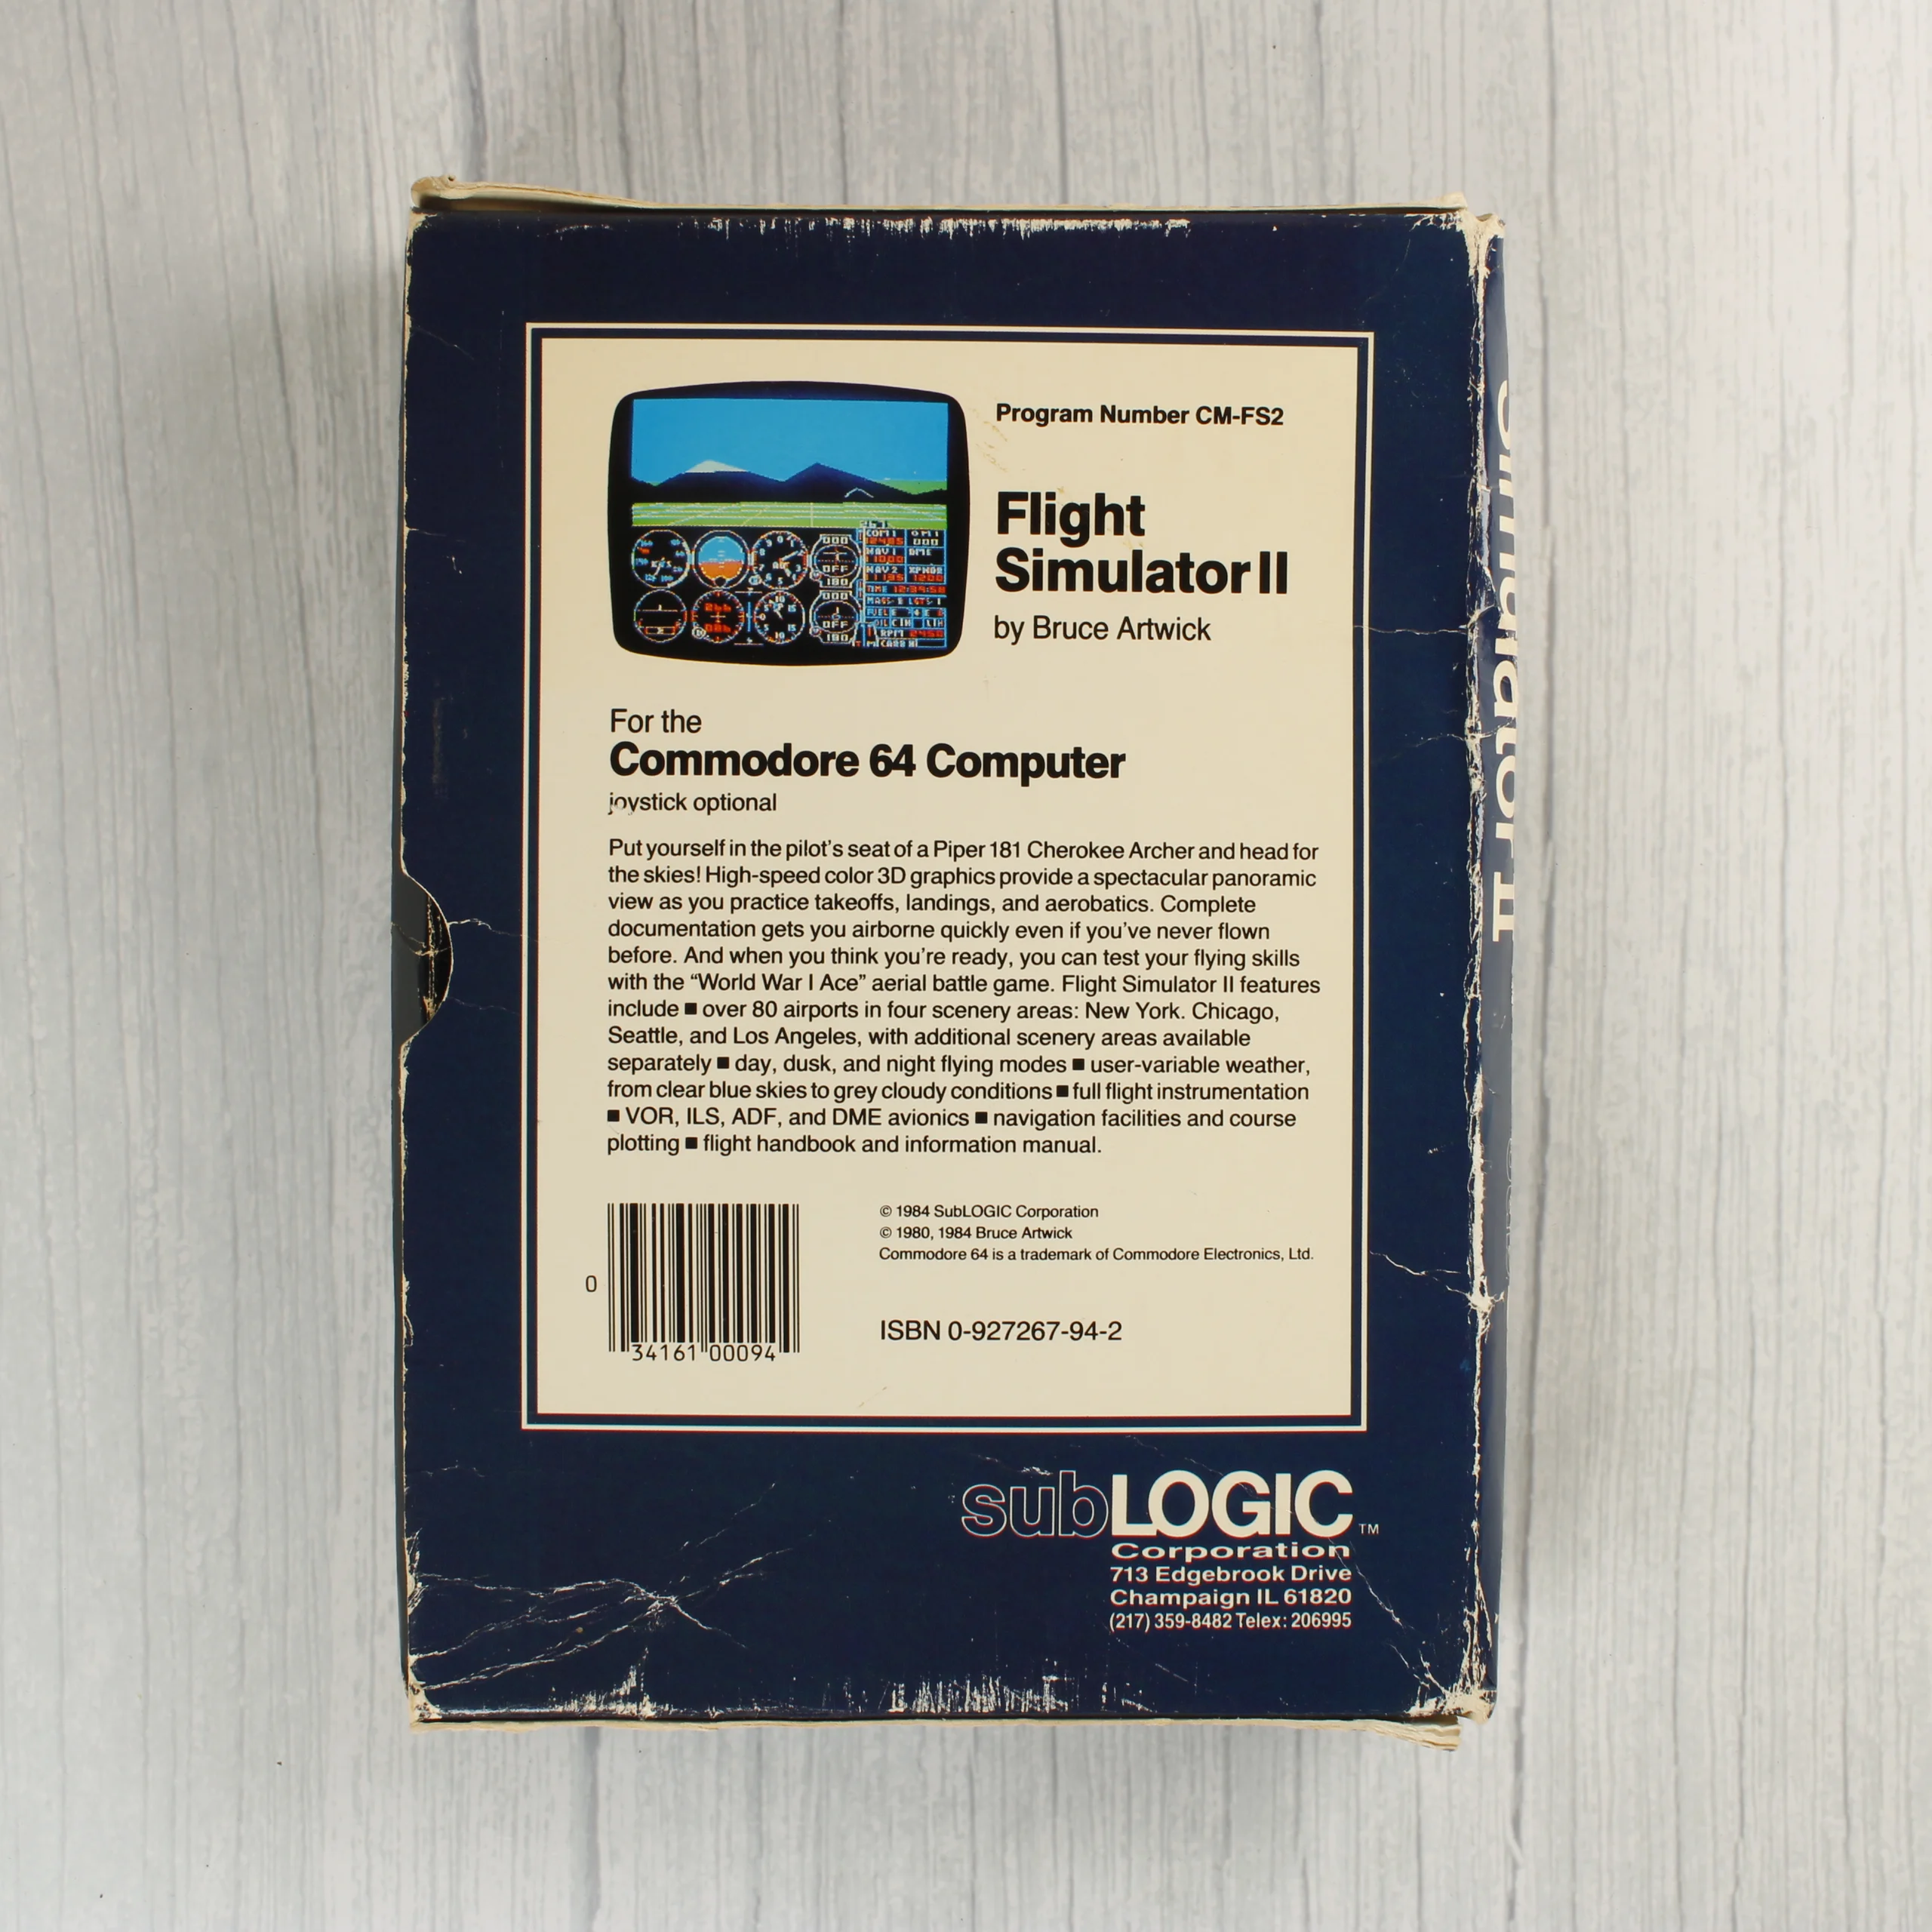 Program Number CM-FS2
Flight
Simulator II
by Bruce Artwick
For the
Commodore 64 Computer
joystick optional
Put yourself in the pilot's seat of a Piper 181 Cherokee Archer and head for
the skies! High-speed color 3D graphics provide a spectacular panoramic
view as you practice takeoffs, landings, and aerobatics. Complete
documentation gets you airborne quickly even if you've never flown
before. And when you think you're ready, you can test your flying skills
with the “World War I Ace” aerial battle game. Flight Simulator II features
include ■ over 80 airports in four scenery areas: New York. Chicago,
Seattle, and Los Angeles, with additional scenery areas available
separately ■ day, dusk, and night flying modes ■ user-variable weather,
from clear blue skies to grey cloudy conditions ■ full flight instrumentation
■ VOR, ILS, ADF, and DME avionics ■ navigation facilities and course
plotting ■ flight handbook and information manual.
© 1984 SubLOGIC Corporation
© 1980, 1984 Bruce Artwick
Commodore 64 is a trademark of Commodore Electronics, Ltd.
0 34161 00094
ISBN 0-927267-94-2
subLOGIC™
Corporation
713 Edgebrook Drive
Champaign IL 61820
(217) 359-8482 Telex: 206995
Simulator II